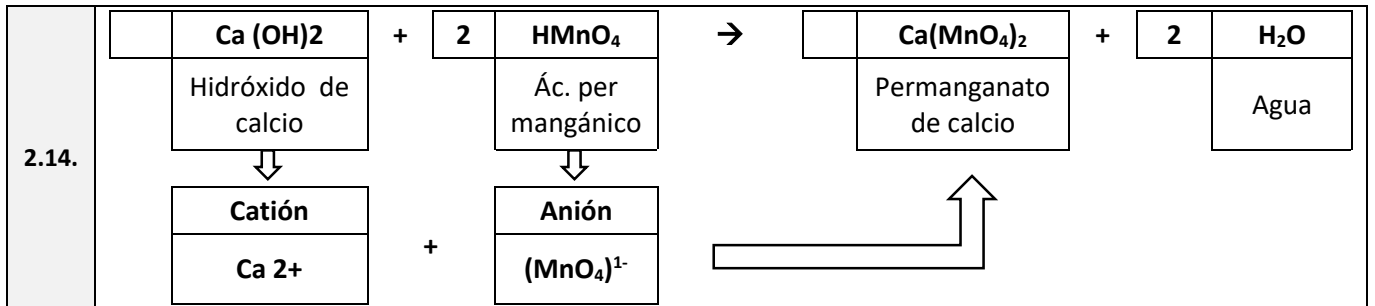 Ca (OH)2 + 2 HMnO₄ → Ca(MnO₄)₂ + 2 H₂O
Hidróxido de
calcio
Ác. per
mangánico
Permanganato
de calcio
Agua
2.14.
Catión
+
Anión
Ca 2+
(MnO₄)¹⁻